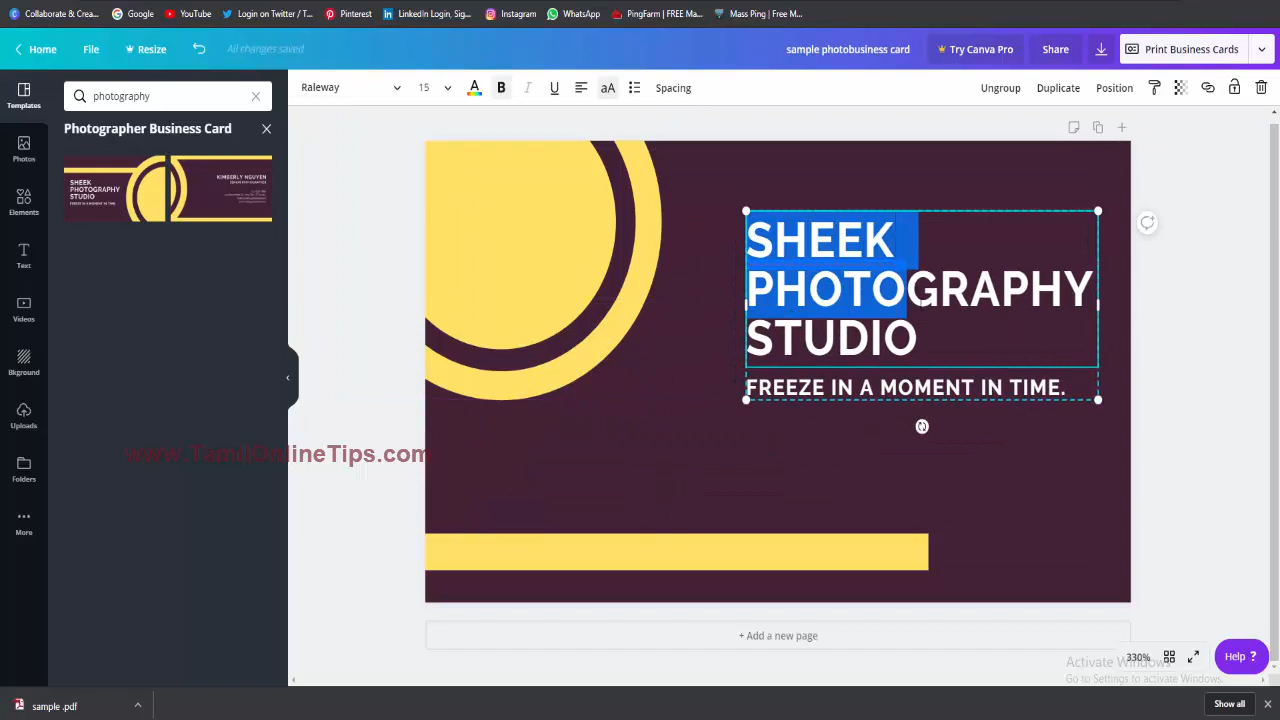 Collaborate & Create
Google
YouTube
Login on Twitter / T
Pinterest
LinkedIn Login, Sig...
Instagram
WhatsApp
PingFarm | FREE Ma...
Mass Ping | Free M...
Home
File
Resize
All changes saved
sample photobusiness card
Try Canva Pro
Share
Print Business Cards
Templates
photography
Raleway
15
B
I
U
aA
Spacing
Ungroup
Duplicate
Position
Photographer Business Card
SHEEK
PHOTOGRAPHY
STUDIO
FREEZE IN A MOMENT IN TIME.
KIMBERLY NGUYEN
Photos
Elements
Text
Videos
Bkground
Uploads
Folders
More
SHEEK
PHOTOGRAPHY
STUDIO
FREEZE IN A MOMENT IN TIME.
www.TamilOnlineTips.com
+ Add a new page
330%
Help ?
Activate Windows
Go to Settings to activate Windows.
sample .pdf
Show all